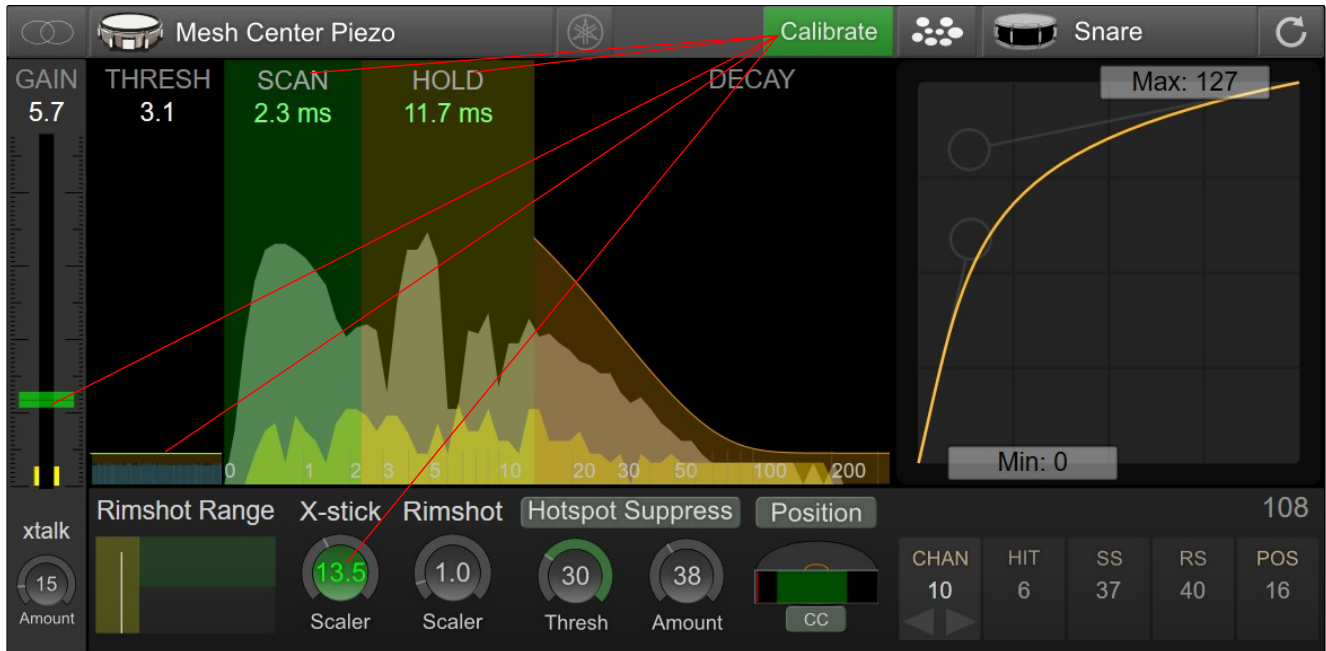 Mesh Center Piezo
Calibrate
Snare
GAIN
5.7
THRESH
3.1
SCAN
2.3 ms
HOLD
11.7 ms
DECAY
Max: 127
Min: 0
0 1 2 3 5 10 20 30 50 100 200
xtalk
15
Amount
Rimshot Range
X-stick
13.5
Scaler
Rimshot
1.0
Scaler
Hotspot Suppress
30
Thresh
38
Amount
Position
CC
108
CHAN
10
HIT
6
SS
37
RS
40
POS
16